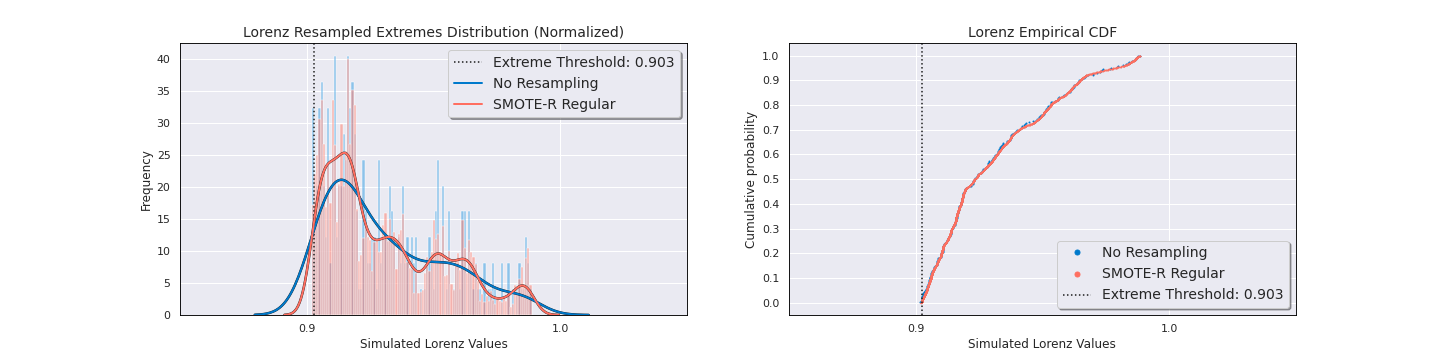 Lorenz Resampled Extremes Distribution (Normalized)
40
35
30
25
20
15
10
5
0
Frequency
Extreme Threshold: 0.903
No Resampling
SMOTE-R Regular
0.9
1.0
Simulated Lorenz Values
Lorenz Empirical CDF
1.0
0.9
0.8
0.7
0.6
0.5
0.4
0.3
0.2
0.1
0.0
Cumulative probability
No Resampling
SMOTE-R Regular
Extreme Threshold: 0.903
0.9
1.0
Simulated Lorenz Values